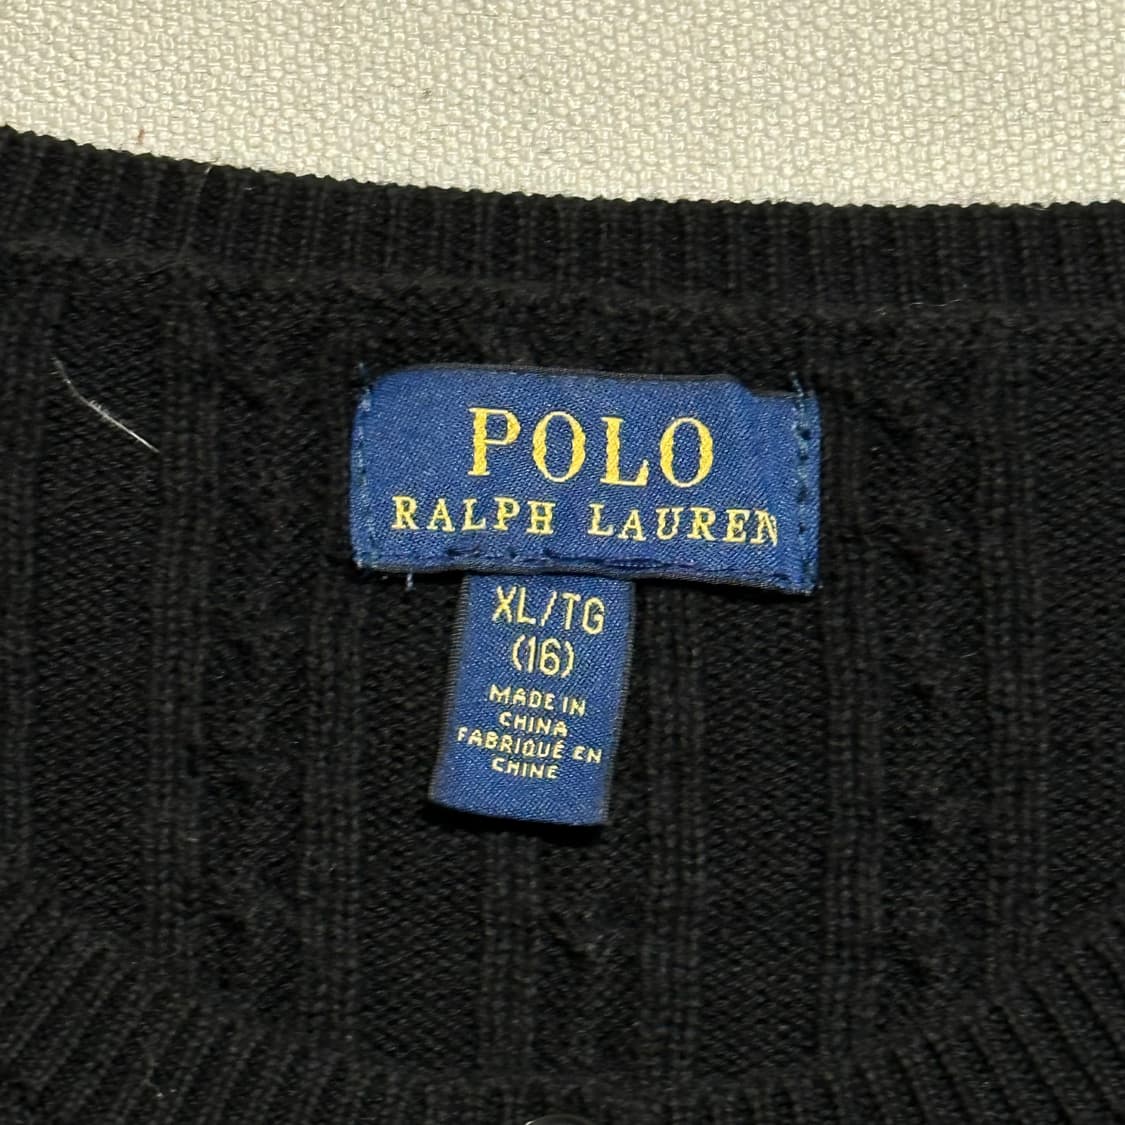 POLO
RALPH LAUREN
XL/TG
(16)
MADE IN
CHINA
FABRIQUÉ EN
CHINE